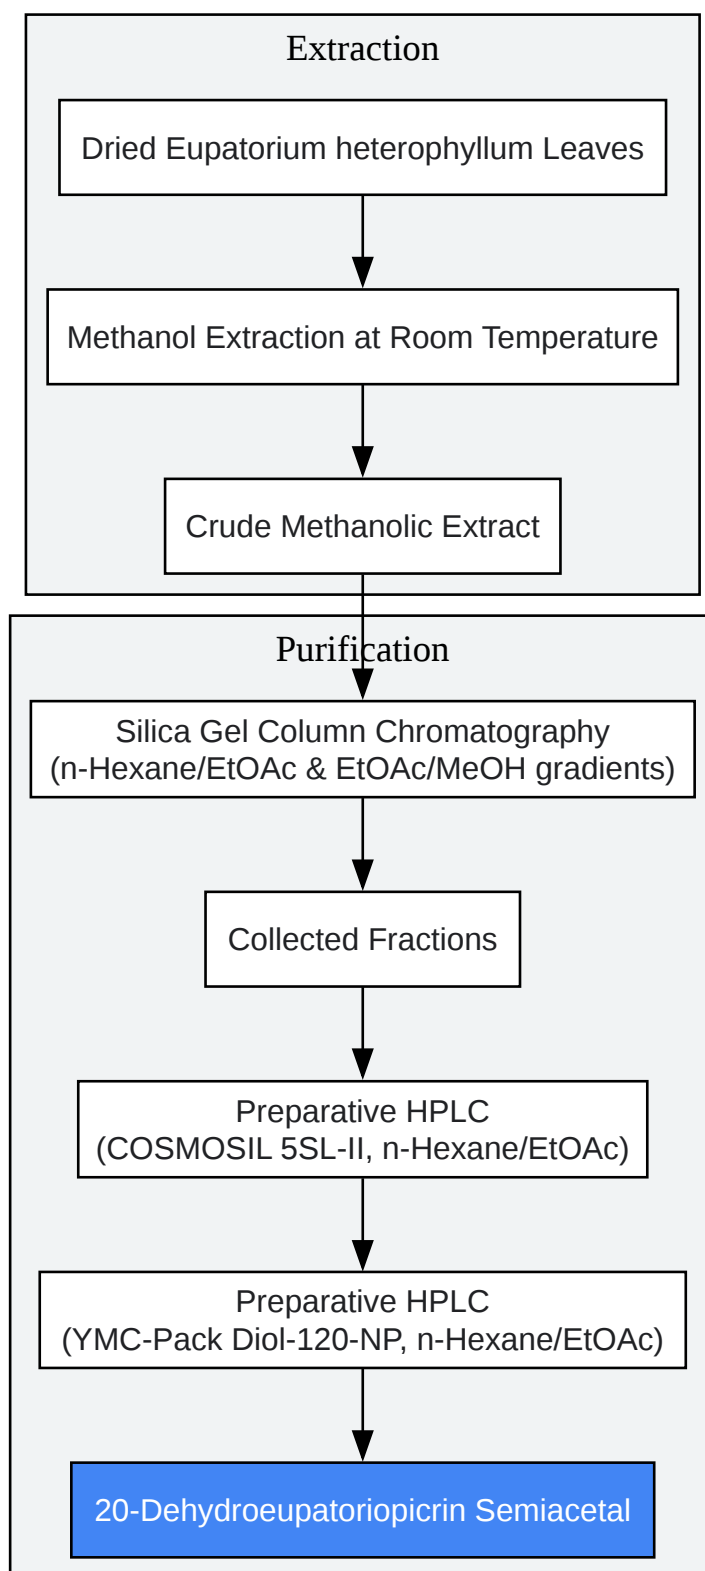 Extraction
Dried Eupatorium heterophyllum Leaves
Methanol Extraction at Room Temperature
Crude Methanolic Extract
Purification
Silica Gel Column Chromatography
(n-Hexane/EtOAc & EtOAc/MeOH gradients)
Collected Fractions
Preparative HPLC
(COSMOSIL 5SL-II, n-Hexane/EtOAc)
Preparative HPLC
(YMC-Pack Diol-120-NP, n-Hexane/EtOAc)
20-Dehydroeupatoriopicrin Semiacetal